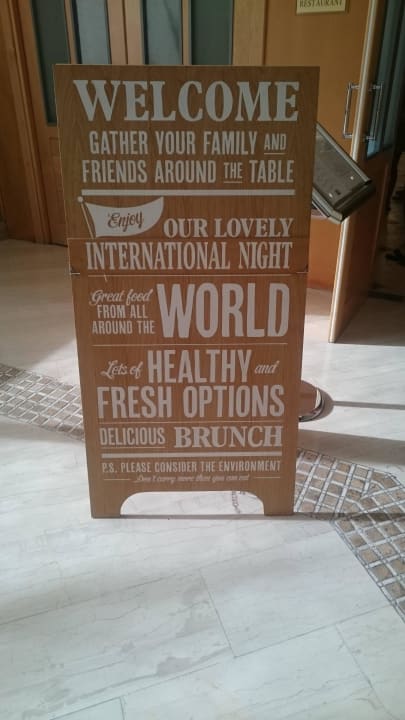 RESTAURANT
WELCOME
GATHER YOUR FAMILY AND
FRIENDS AROUND THE TABLE
Enjoy OUR LOVELY
INTERNATIONAL NIGHT
Great food
FROM ALL
AROUND THE WORLD
Lots of HEALTHY and
FRESH OPTIONS
DELICIOUS BRUNCH
P.S. PLEASE CONSIDER THE ENVIRONMENT
Don't carry more than you can eat